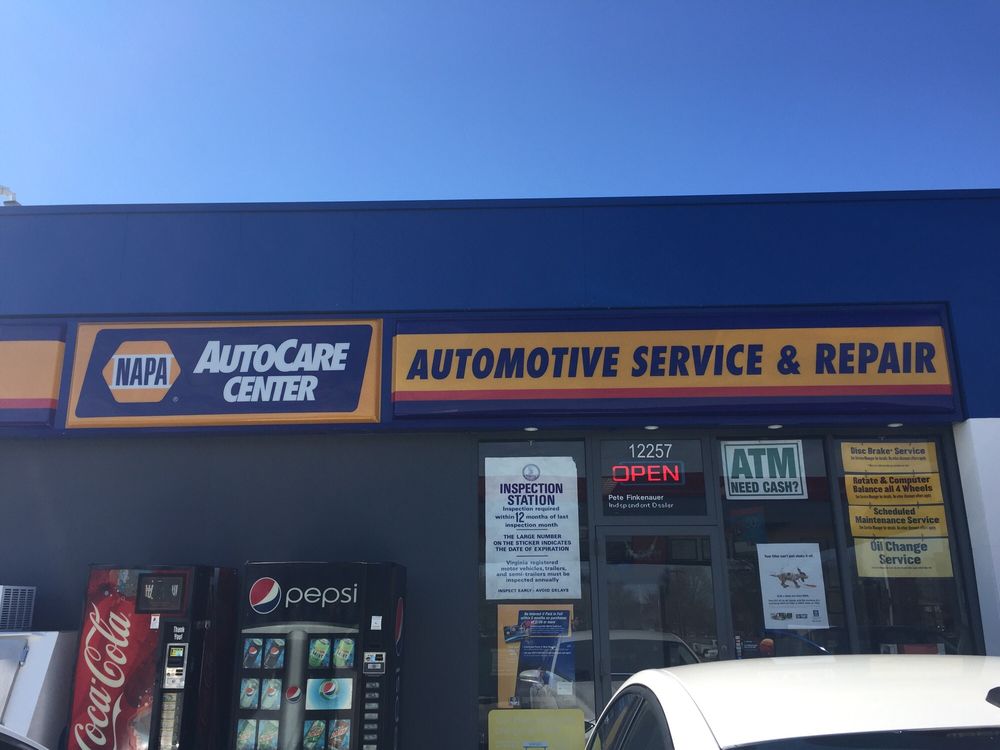 NAPA
AUTOCARE
CENTER
AUTOMOTIVE SERVICE & REPAIR
12257
OPEN
Pete Finkenauer
Independent Dealer
ATM
NEED CASH?
INSPECTION
STATION
Inspection required
within 12 months of last
inspection month
THE LARGE NUMBER
ON THE STICKER INDICATES
THE DATE OF EXPIRATION
Virginia registered
motor vehicles, trailers,
and semi-trailers must be
inspected annually
INSPECT EARLY - AVOID DELAYS
Disc Brake Service
Rotate & Computer
Balance all 4 Wheels
Scheduled
Maintenance Service
Oil Change
Service
Coca-Cola
Thank
You!
pepsi